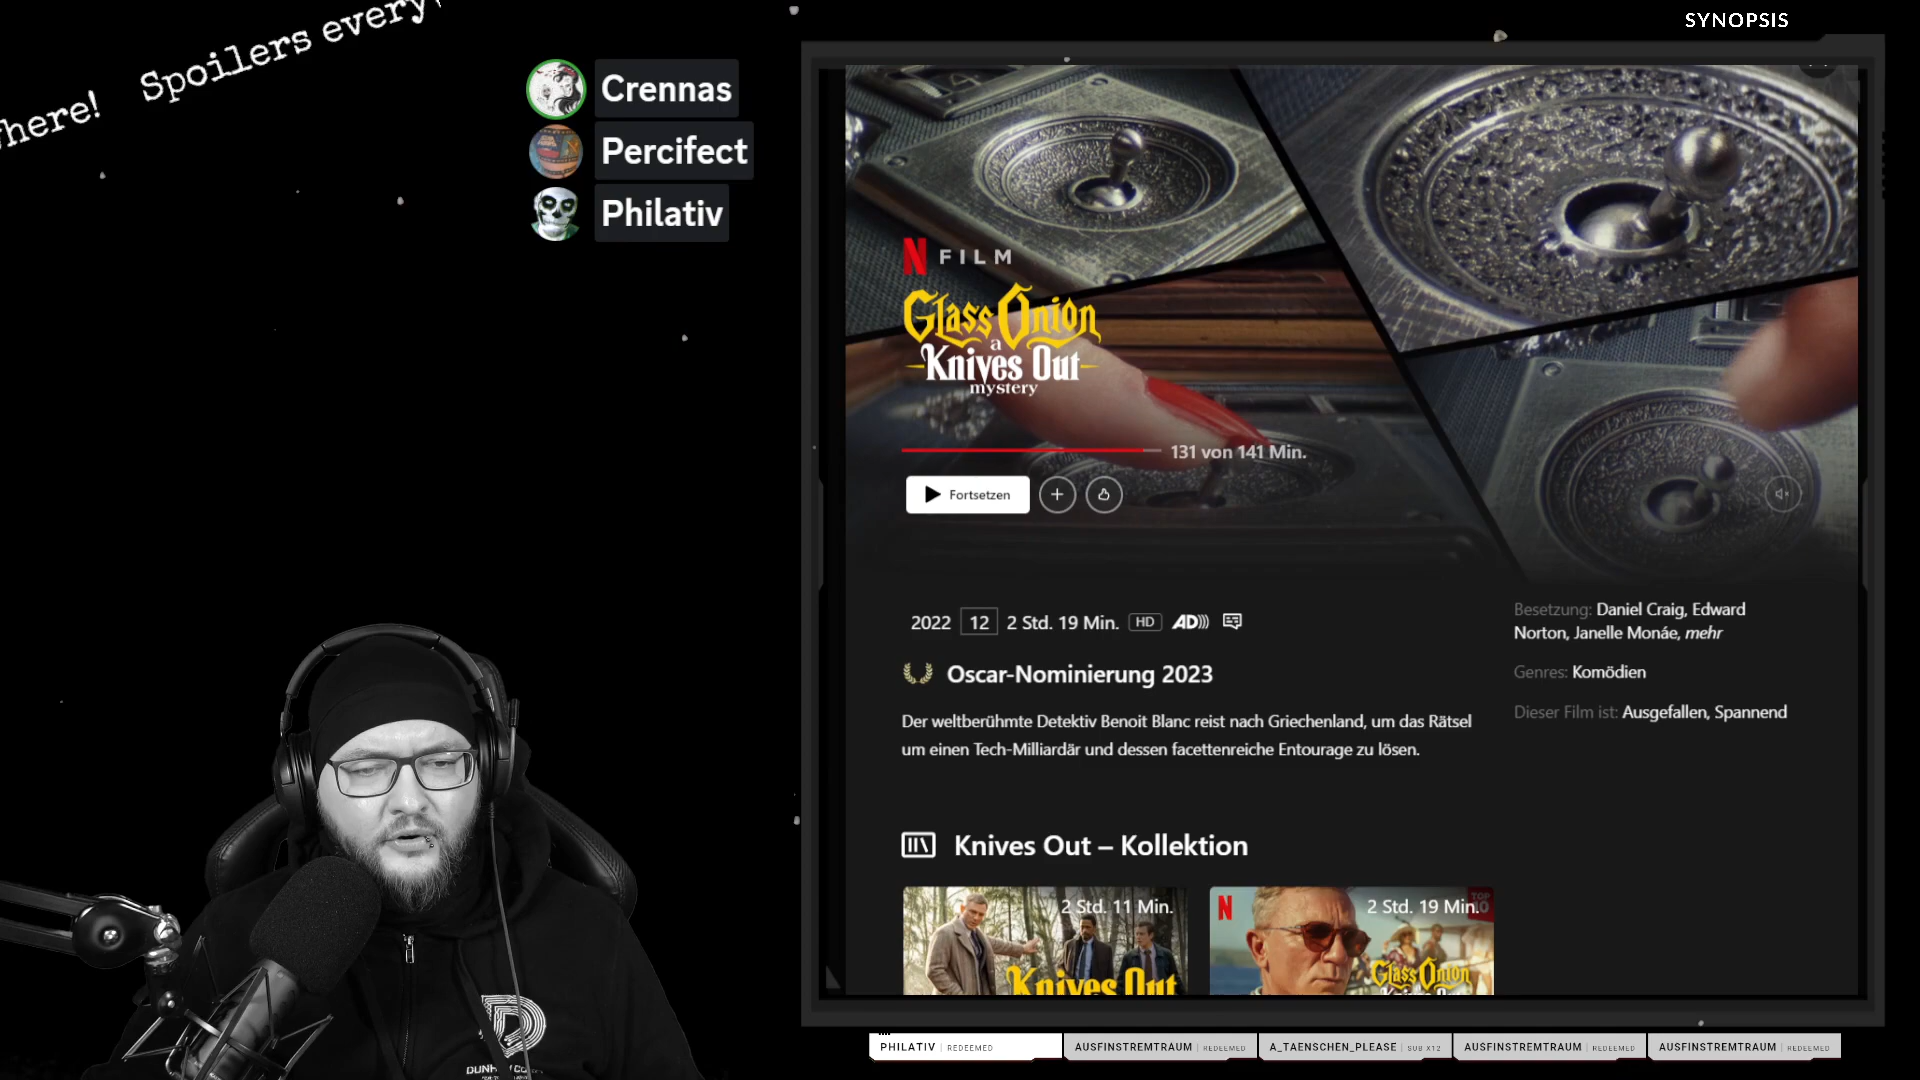 SYNOPSIS
Spoilers every
here!
Crennas
Percifect
Philativ
N FILM
Glass Onion
a
Knives Out
mystery
131 von 141 Min.
Fortsetzen
2022 12 2 Std. 19 Min. HD AD
Oscar-Nominierung 2023
Der weltberühmte Detektiv Benoit Blanc reist nach Griechenland, um das Rätsel
um einen Tech-Milliardär und dessen facettenreiche Entourage zu lösen.
Besetzung: Daniel Craig, Edward
Norton, Janelle Monáe, mehr
Genres: Komödien
Dieser Film ist: Ausgefallen, Spannend
Knives Out – Kollektion
2 Std. 11 Min.
Knives Out
N
2 Std. 19 Min.
TOP
10
Glass Onion
PHILATIV | REDEEMED
AUSFINSTREMTRAUM | REDEEMED
A_TAENSCHEN_PLEASE | SUB X12
AUSFINSTREMTRAUM | REDEEMED
AUSFINSTREMTRAUM | REDEEMED